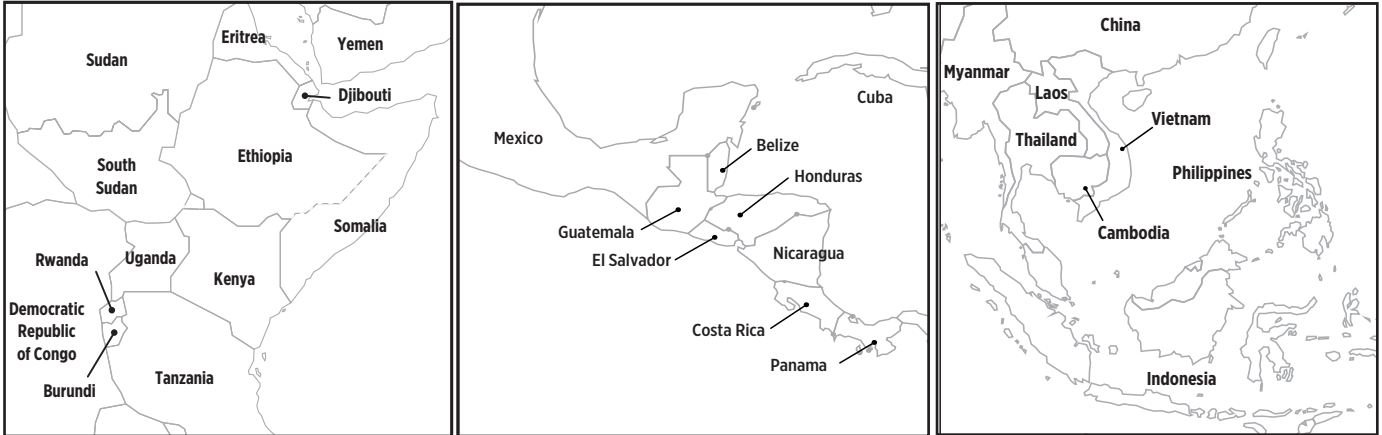 Eritrea
Yemen
Sudan
Djibouti
Ethiopia
South
Sudan
Somalia
Uganda
Rwanda
Kenya
Democratic
Republic
of Congo
Tanzania
Burundi
Cuba
Mexico
Belize
Honduras
Guatemala
El Salvador
Nicaragua
Costa Rica
Panama
China
Myanmar
Laos
Vietnam
Thailand
Philippines
Cambodia
Indonesia